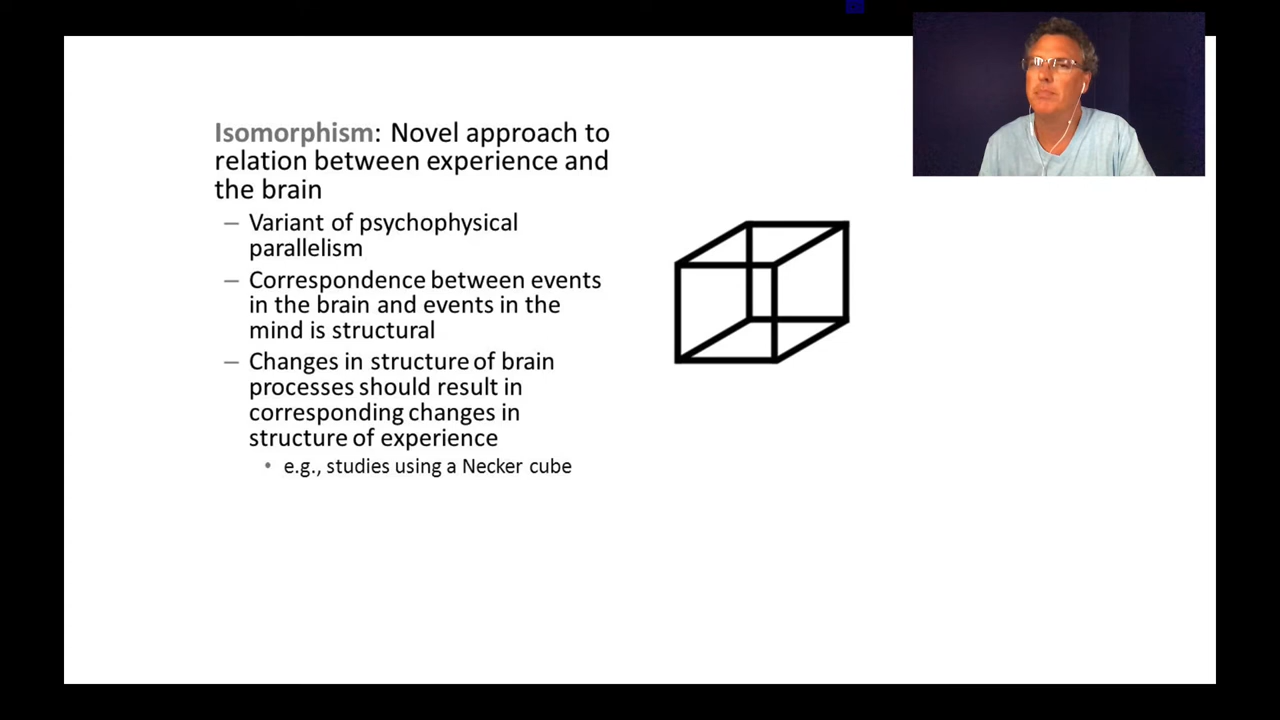 Isomorphism: Novel approach to
relation between experience and
the brain
– Variant of psychophysical
parallelism
– Correspondence between events
in the brain and events in the
mind is structural
– Changes in structure of brain
processes should result in
corresponding changes in
structure of experience
• e.g., studies using a Necker cube